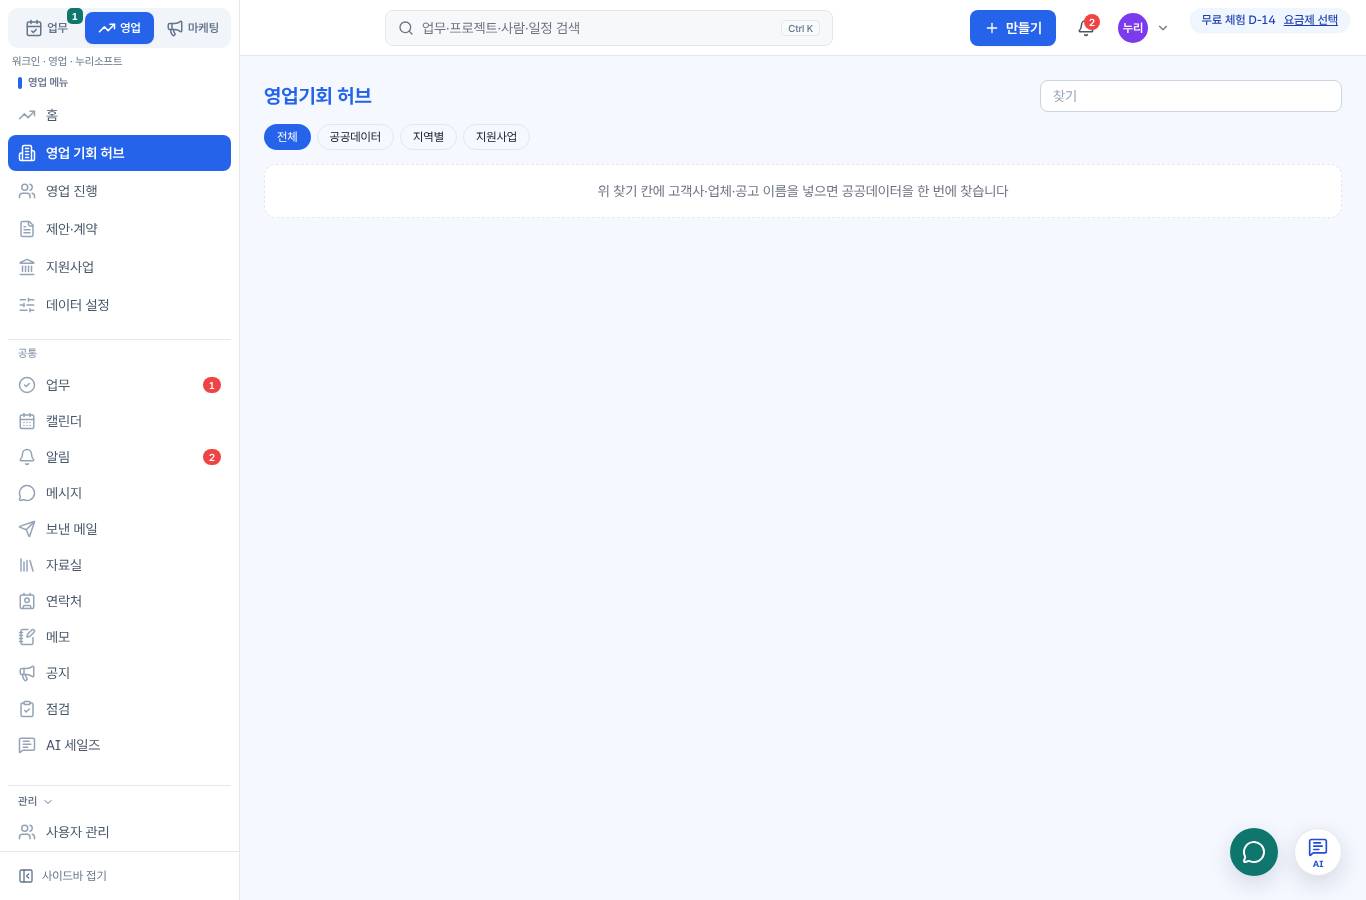 업무 1 영업 마케팅
워크인 · 영업 · 누리소프트
영업 메뉴
홈
영업 기회 허브
영업 진행
제안·계약
지원사업
데이터 설정
공통
업무 1
캘린더
알림 2
메시지
보낸 메일
자료실
연락처
메모
공지
점검
AI 세일즈
관리
사용자 관리
사이드바 접기
업무·프로젝트·사람·일정 검색 Ctrl K
만들기
2
누리
무료 체험 D-14 요금제 선택
영업기회 허브
찾기
전체 공공데이터 지역별 지원사업
위 찾기 칸에 고객사·업체·공고 이름을 넣으면 공공데이터을 한 번에 찾습니다
AI